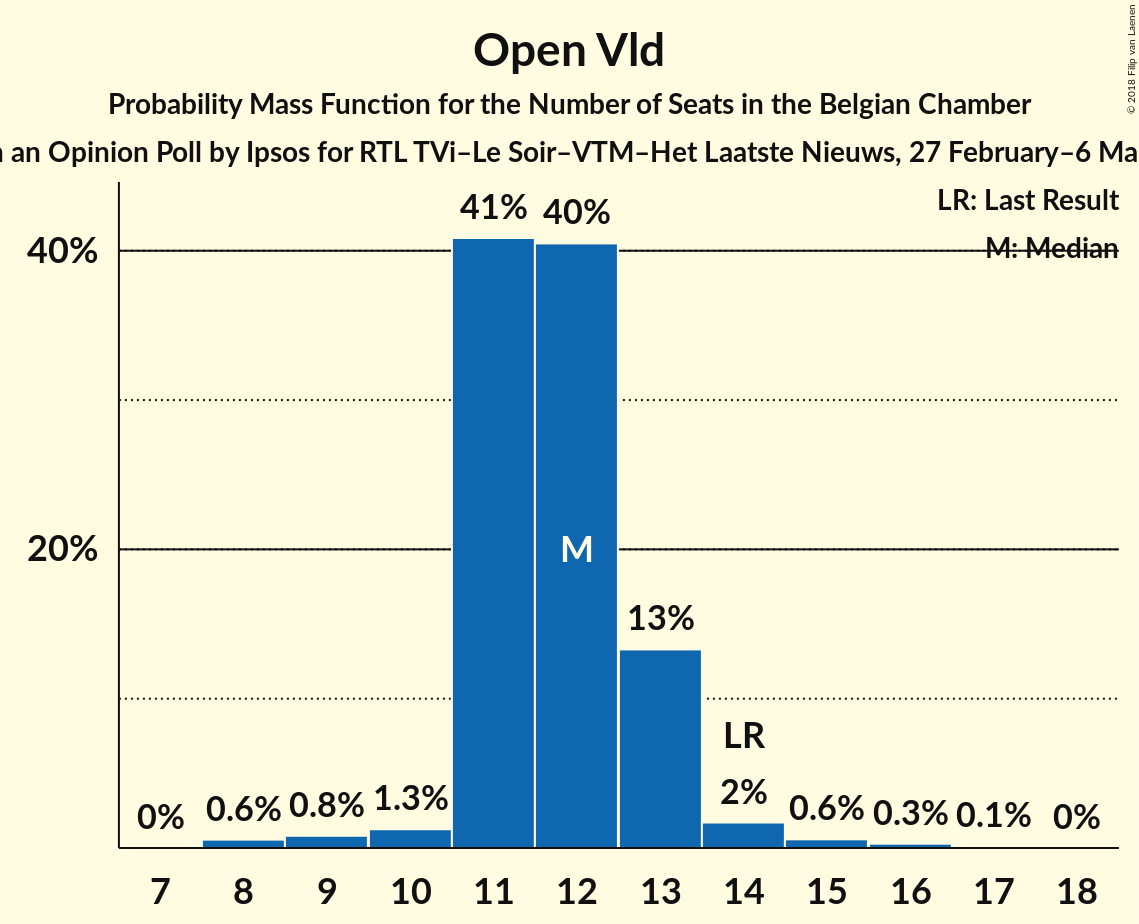 Open Vld
Probability Mass Function for the Number of Seats in the Belgian Chamber
an Opinion Poll by Ipsos for RTL TVi–Le Soir–VTM–Het Laatste Nieuws, 27 February–6 Ma
© 2018 Filip van Laenen
LR: Last Result
M: Median
40%
20%
0% 0.6% 0.8% 1.3% 41% 40% 13% 2% 0.6% 0.3% 0.1% 0%
M
LR
7 8 9 10 11 12 13 14 15 16 17 18